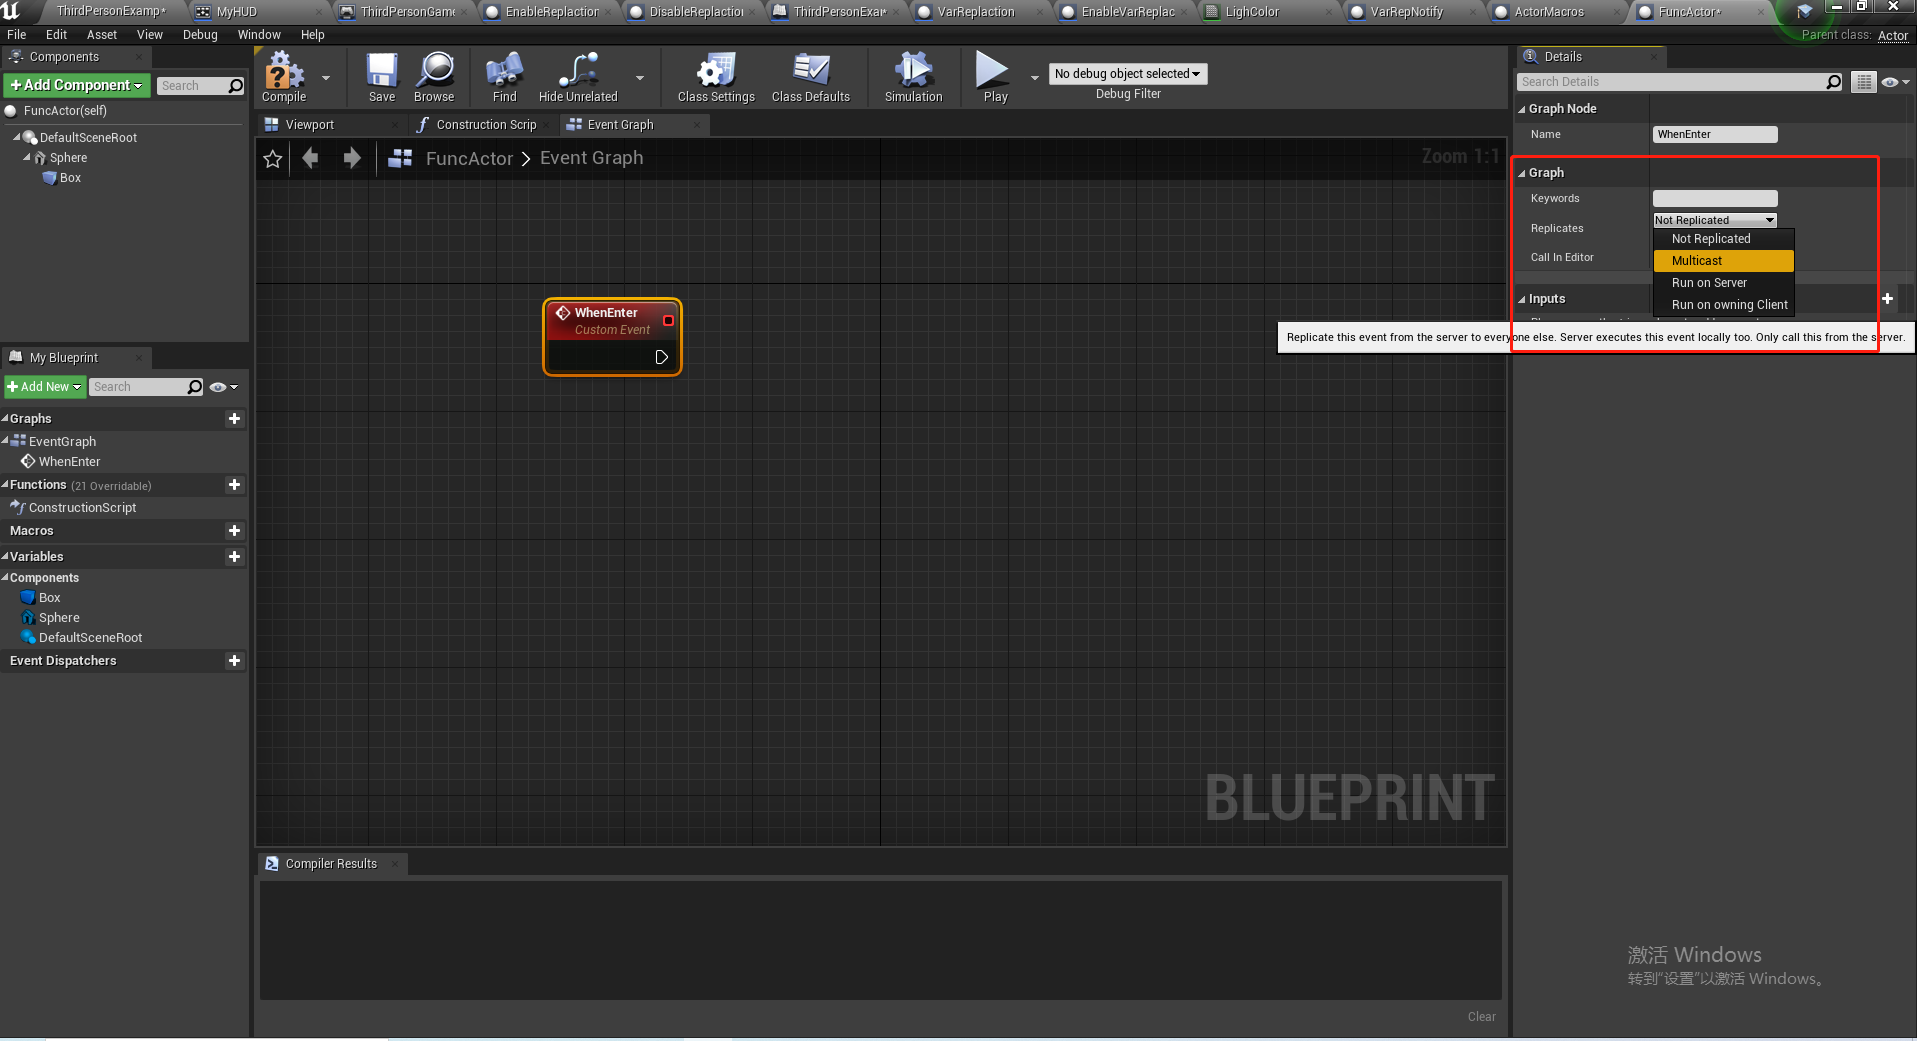 ThirdPersonExamp*
MyHUD
ThirdPersonGame
EnableReplaction
DisableReplaction
ThirdPersonExar*
VarReplaction
EnableVarReplac
LighColor
VarRepNotify
ActorMacros
FuncActor*
File
Edit
Asset
View
Debug
Window
Help
Parent class: Actor
Components
+Add Component
Search
FuncActor(self)
DefaultSceneRoot
Sphere
Box
Compile
Save
Browse
Find
Hide Unrelated
Class Settings
Class Defaults
Simulation
Play
No debug object selected
Debug Filter
Viewport
Construction Scrip
Event Graph
FuncActor > Event Graph
Zoom 1:1
WhenEnter
Custom Event
BLUEPRINT
My Blueprint
+Add New
Search
Graphs
EventGraph
WhenEnter
Functions (21 Overridable)
ConstructionScript
Macros
Variables
Components
Box
Sphere
DefaultSceneRoot
Event Dispatchers
Compiler Results
Clear
Details
Search Details
Graph Node
Name
WhenEnter
Graph
Keywords
Replicates
Not Replicated
Not Replicated
Multicast
Run on Server
Run on owning Client
Call In Editor
Inputs
Replicate this event from the server to everyone else. Server executes this event locally too. Only call this from the server.
激活 Windows
转到"设置"以激活 Windows。